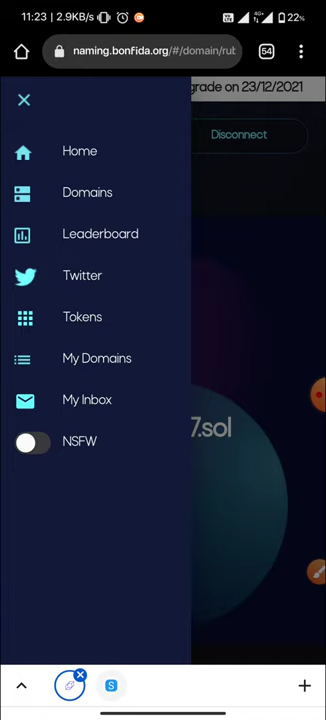 11:23 | 2.9KB/s
4G+
22%
naming.bonfida.org/#/domain/rub
54
grade on 23/12/2021
Disconnect
Home
Domains
Leaderboard
Twitter
Tokens
My Domains
My Inbox
7.sol
NSFW
S